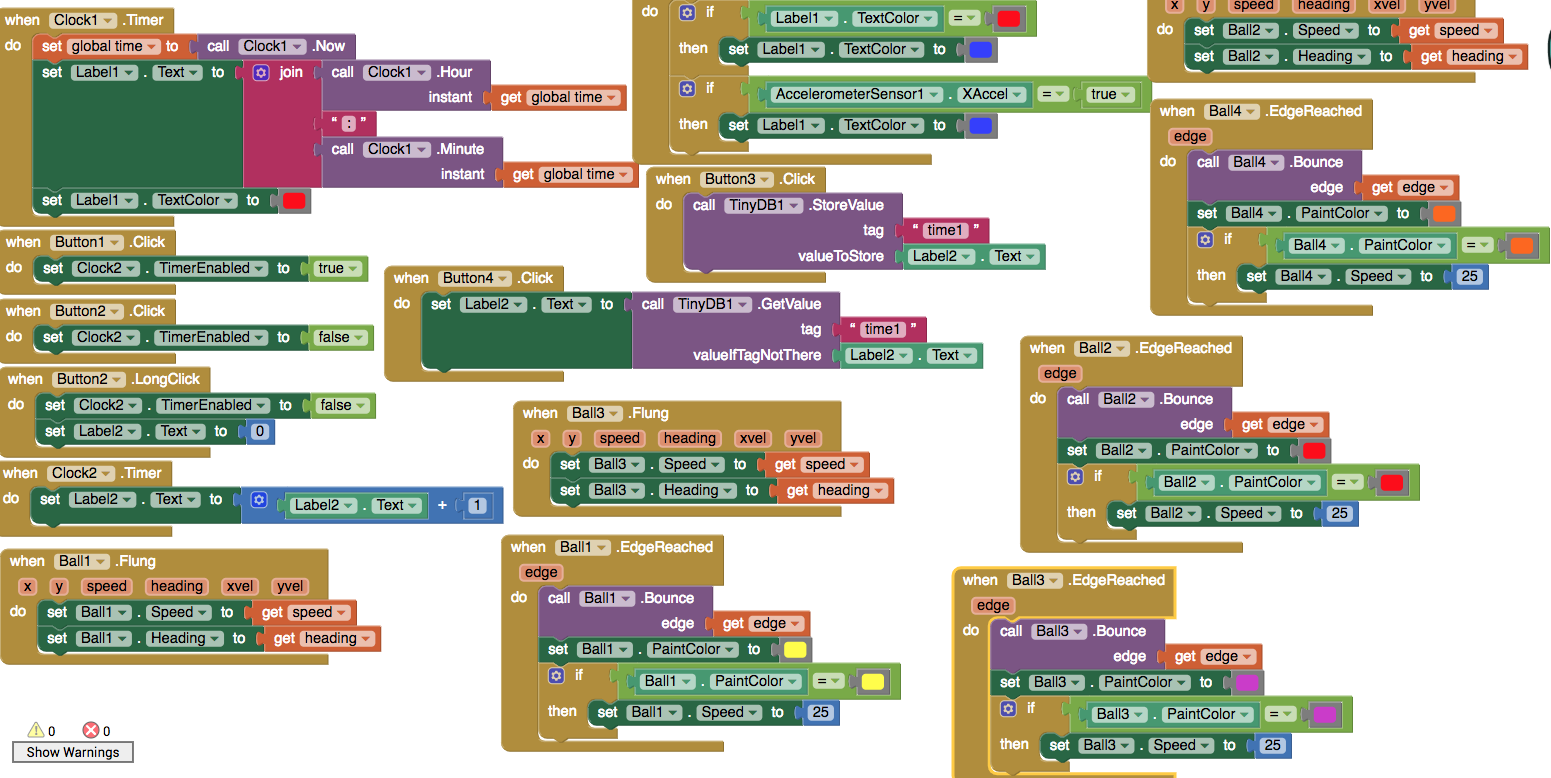 when Clock1 .Timer
do set global time to call Clock1 .Now
set Label1 . Text to join call Clock1 .Hour
instant get global time
“ : ”
call Clock1 .Minute
instant get global time
set Label1 . TextColor to
when Button1 .Click
do set Clock2 . TimerEnabled to true
when Button2 .Click
do set Clock2 . TimerEnabled to false
when Button2 .LongClick
do set Clock2 . TimerEnabled to false
set Label2 . Text to 0
when Clock2 .Timer
do set Label2 . Text to Label2 . Text + 1
when Ball1 .Flung
x y speed heading xvel yvel
do set Ball1 . Speed to get speed
set Ball1 . Heading to get heading
0 0
Show Warnings
do if Label1 . TextColor =
then set Label1 . TextColor to
if AccelerometerSensor1 . XAccel = true
then set Label1 . TextColor to
when Button3 .Click
do call TinyDB1 .StoreValue
tag “ time1 ”
valueToStore Label2 . Text
when Button4 .Click
do set Label2 . Text to call TinyDB1 .GetValue
tag “ time1 ”
valueIfTagNotThere Label2 . Text
when Ball3 .Flung
x y speed heading xvel yvel
do set Ball3 . Speed to get speed
set Ball3 . Heading to get heading
when Ball1 .EdgeReached
edge
do call Ball1 .Bounce
edge get edge
set Ball1 . PaintColor to
if Ball1 . PaintColor =
then set Ball1 . Speed to 25
x y speed heading xvel yvel
do set Ball2 . Speed to get speed
set Ball2 . Heading to get heading
when Ball4 .EdgeReached
edge
do call Ball4 .Bounce
edge get edge
set Ball4 . PaintColor to
if Ball4 . PaintColor =
then set Ball4 . Speed to 25
when Ball2 .EdgeReached
edge
do call Ball2 .Bounce
edge get edge
set Ball2 . PaintColor to
if Ball2 . PaintColor =
then set Ball2 . Speed to 25
when Ball3 .EdgeReached
edge
do call Ball3 .Bounce
edge get edge
set Ball3 . PaintColor to
if Ball3 . PaintColor =
then set Ball3 . Speed to 25